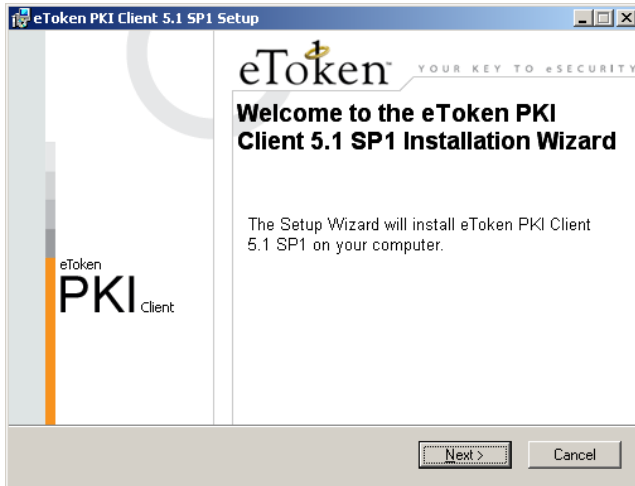 eToken PKI Client 5.1 SP1 Setup
eToken™
YOUR KEY TO eSECURITY
Welcome to the eToken PKI
Client 5.1 SP1 Installation Wizard
The Setup Wizard will install eToken PKI Client
5.1 SP1 on your computer.
eToken
PKI Client
Next >
Cancel